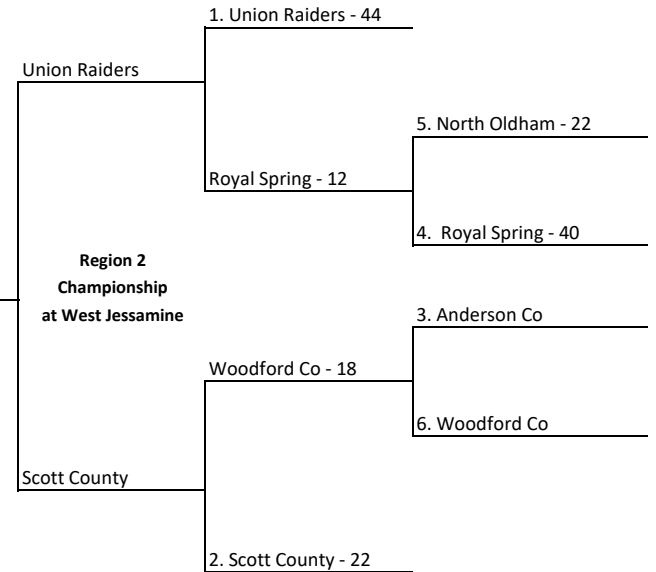 1. Union Raiders - 44
Union Raiders
5. North Oldham - 22
Royal Spring - 12
4. Royal Spring - 40
Region 2
Championship
at West Jessamine
3. Anderson Co
Woodford Co - 18
6. Woodford Co
Scott County
2. Scott County - 22